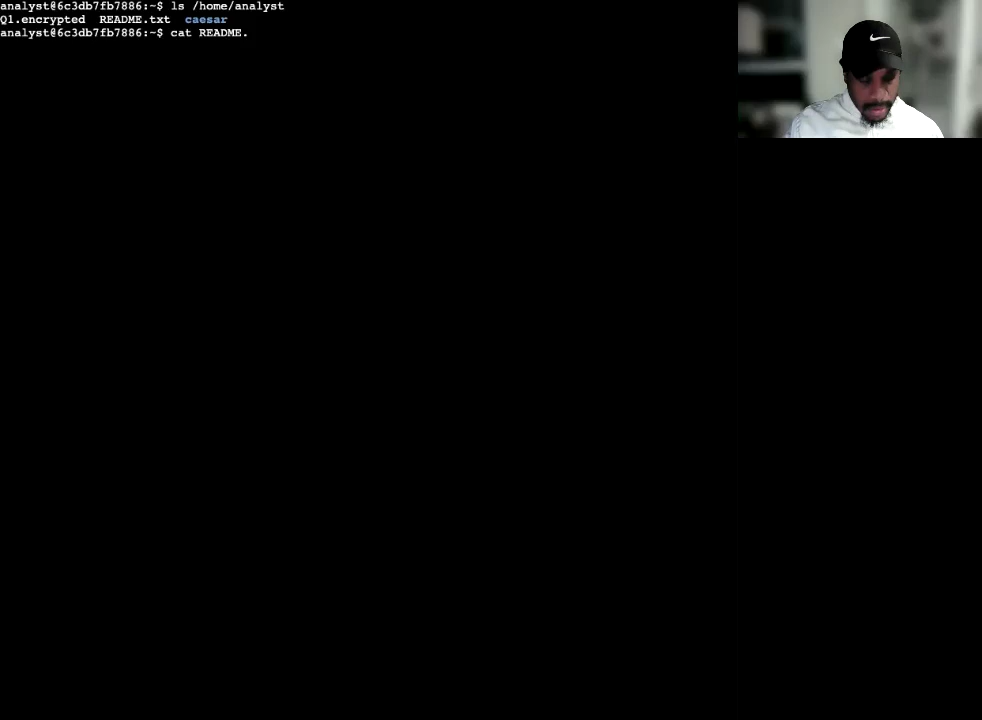 analyst@6c3db7fb7886:~$ ls /home/analyst
Q1.encrypted README.txt caesar
analyst@6c3db7fb7886:~$ cat README.